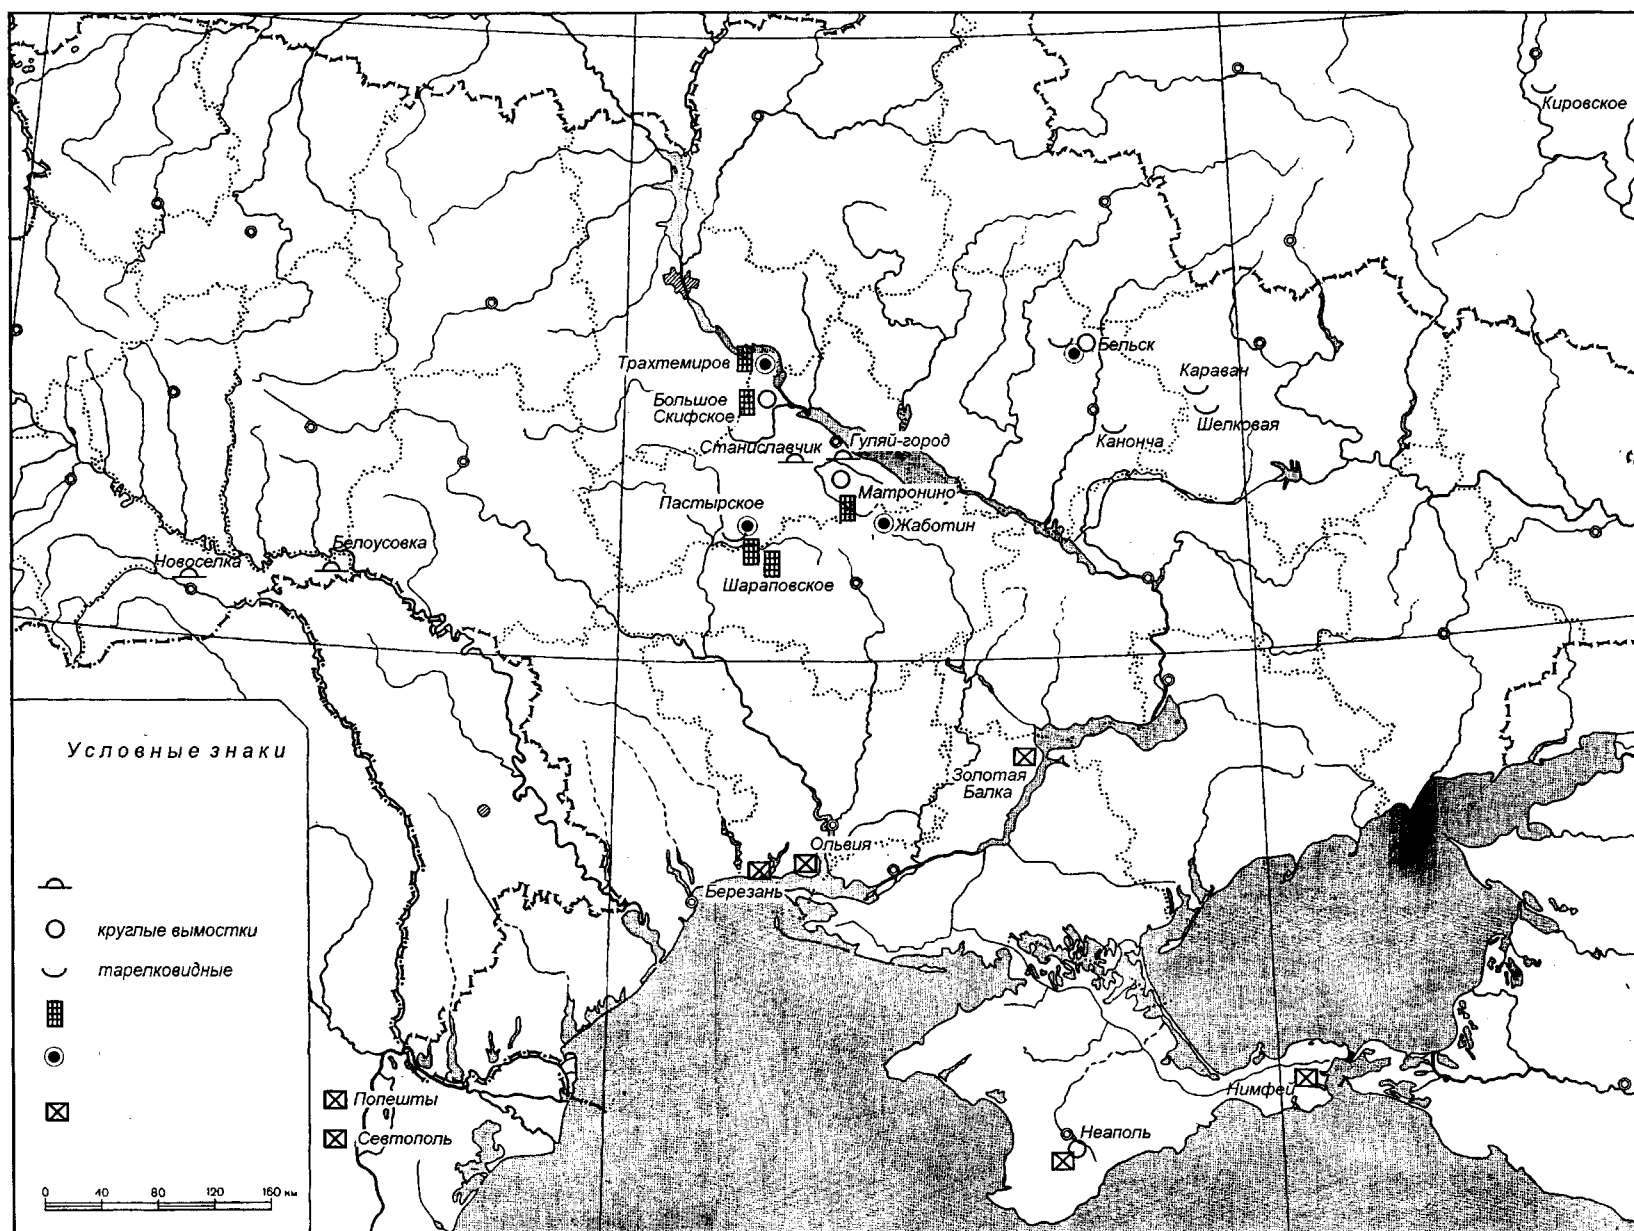 Кировское
Трахтемиров
Бельск
Караван
Большое
Скифское
Шелковая
Канонча
Гуляй-город
Станиславчик
Матронино
Пастырское
Жаботин
Белоусовка
Новоселка
Шараповское
Условные знаки
Золотая
Балка
Ольвия
Березань
круглые вымостки
тарелковидные
Нимфей
Попешты
Неаполь
Севтополь
0 40 80 120 160 км